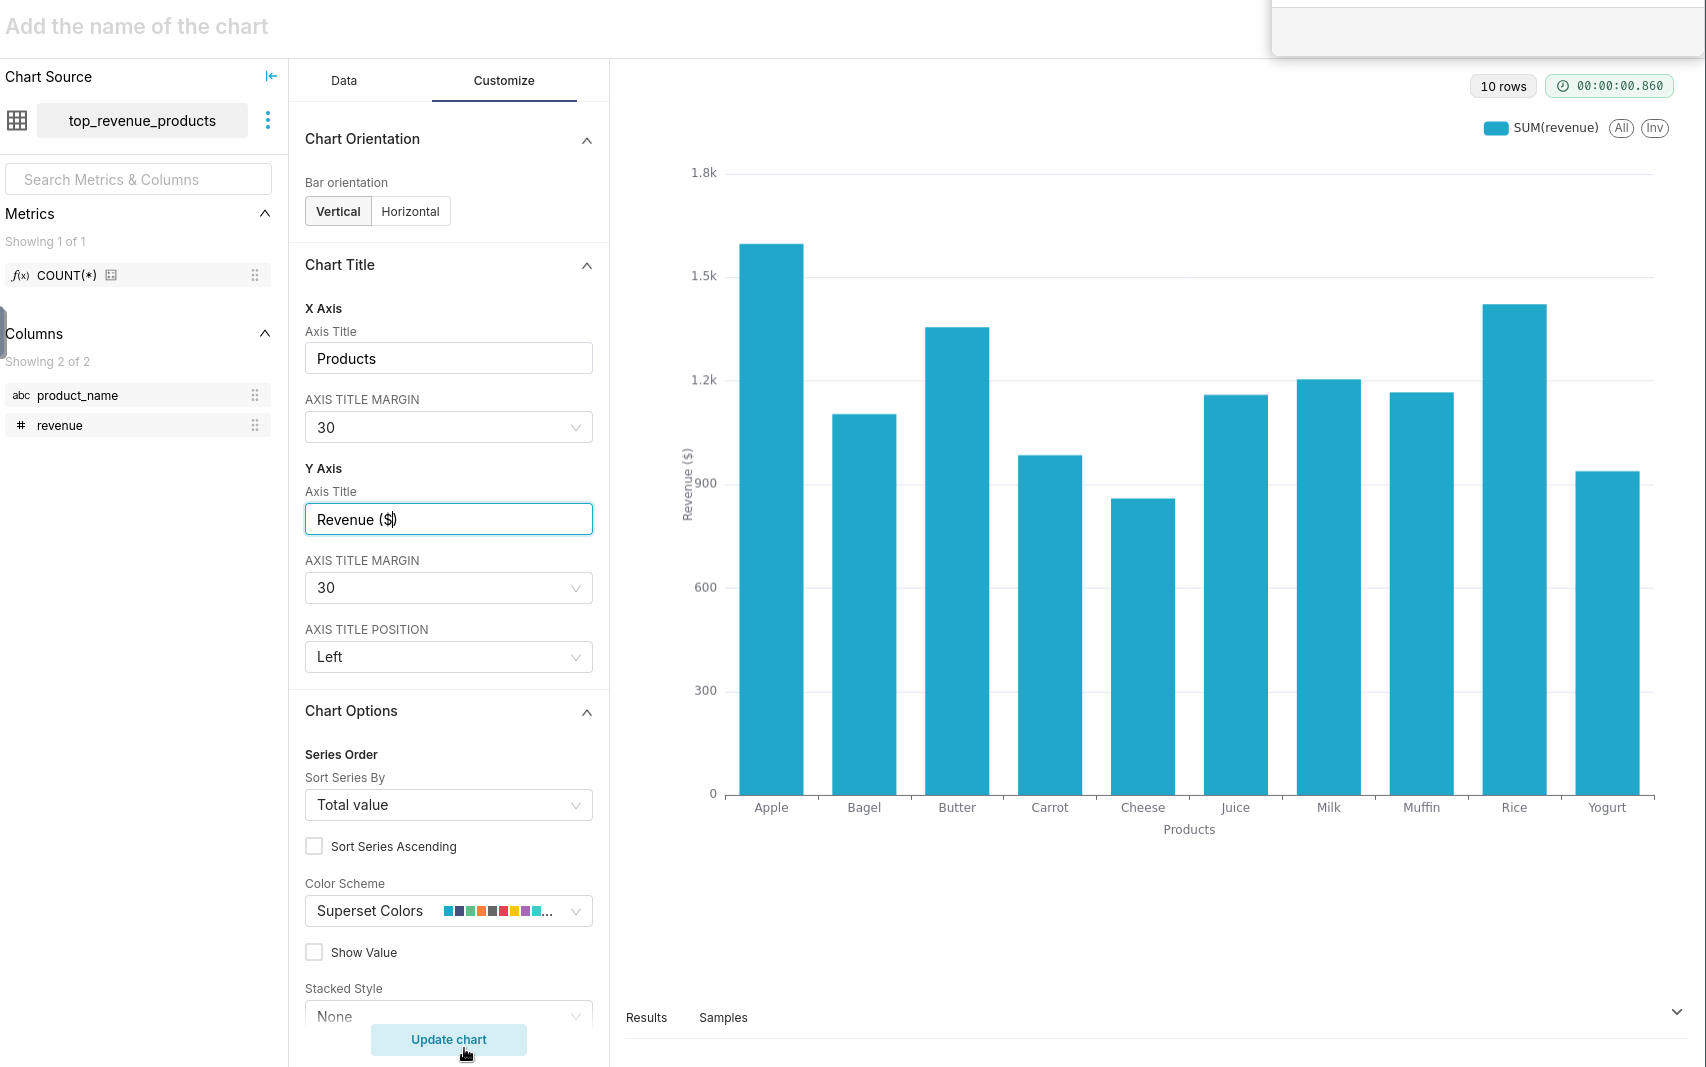 Add the name of the chart
Chart Source
top_revenue_products
Search Metrics & Columns
Metrics
Showing 1 of 1
f(x) COUNT(*)
Columns
Showing 2 of 2
abc product_name
# revenue
Data
Customize
Chart Orientation
Bar orientation
Vertical
Horizontal
Chart Title
X Axis
Axis Title
Products
AXIS TITLE MARGIN
30
Y Axis
Axis Title
Revenue ($)
AXIS TITLE MARGIN
30
AXIS TITLE POSITION
Left
Chart Options
Series Order
Sort Series By
Total value
Sort Series Ascending
Color Scheme
Superset Colors
...
Show Value
Stacked Style
None
Update chart
10 rows
00:00:00.860
SUM(revenue)
All
Inv
1.8k
1.5k
1.2k
900
600
300
0
Revenue ($)
Apple
Bagel
Butter
Carrot
Cheese
Juice
Milk
Muffin
Rice
Yogurt
Products
Results
Samples